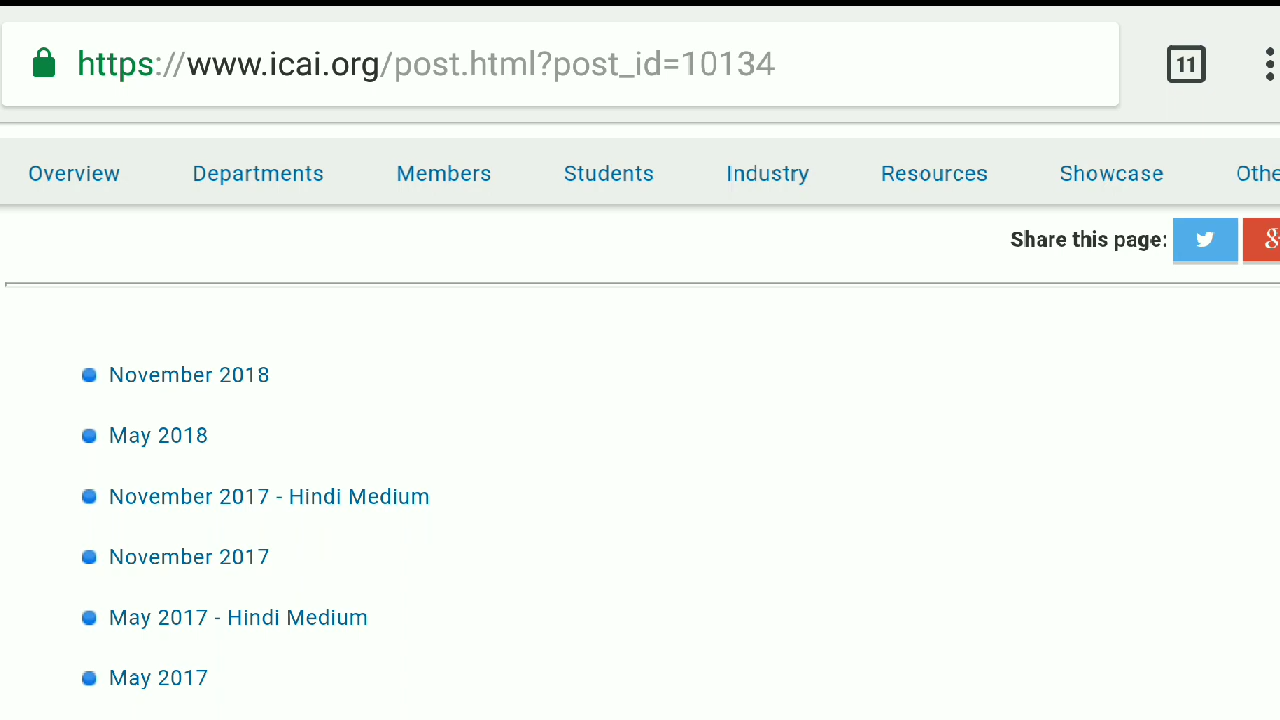 https://www.icai.org/post.html?post_id=10134
11
Overview Departments Members Students Industry Resources Showcase Othe
Share this page:
November 2018
May 2018
November 2017 - Hindi Medium
November 2017
May 2017 - Hindi Medium
May 2017